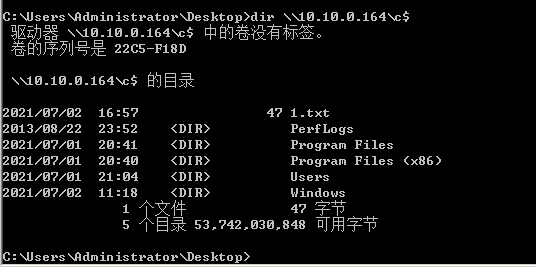 C:\Users\Administrator\Desktop>dir \\10.10.0.164\c$
驱动器 \\10.10.0.164\c$ 中的卷没有标签。
卷的序列号是 22C5-F18D
\\10.10.0.164\c$ 的目录
2021/07/02 16:57 47 1.txt
2013/08/22 23:52 <DIR> PerfLogs
2021/07/01 20:41 <DIR> Program Files
2021/07/01 20:40 <DIR> Program Files (x86)
2021/07/01 21:04 <DIR> Users
2021/07/02 11:18 <DIR> Windows
1 个文件 47 字节
5 个目录 53,742,030,848 可用字节
C:\Users\Administrator\Desktop>